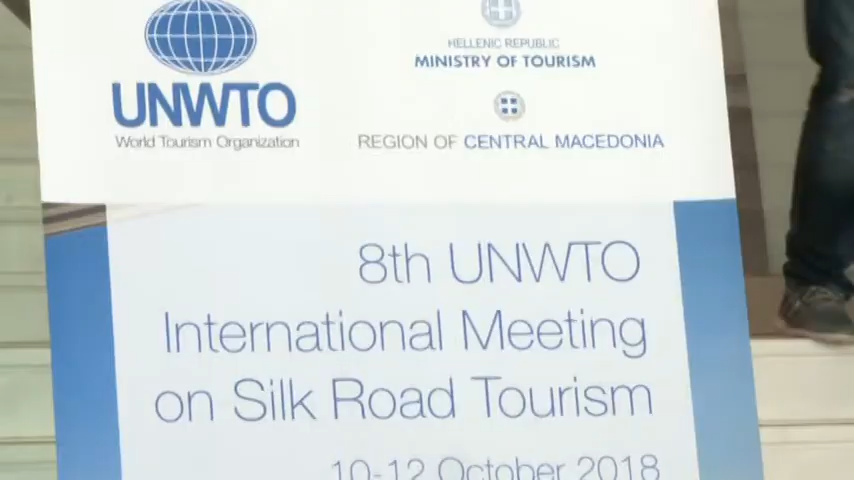 UNWTO
World Tourism Organization
HELLENIC REPUBLIC
MINISTRY OF TOURISM
REGION OF CENTRAL MACEDONIA
8th UNWTO
International Meeting
on Silk Road Tourism
10-12 October 2018